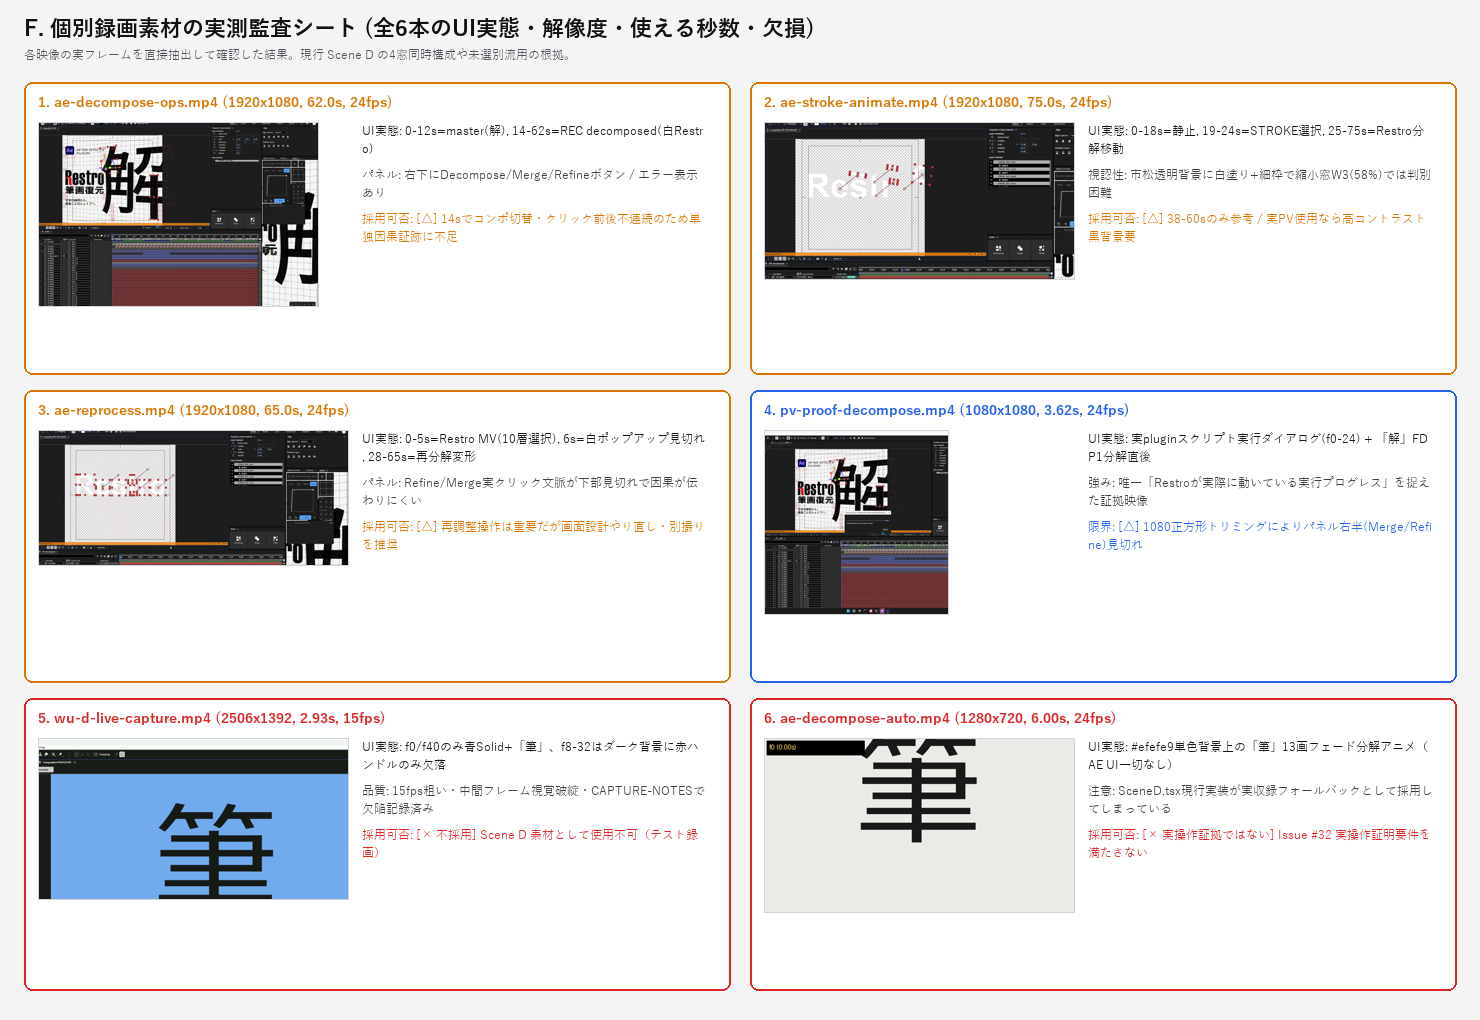 F. 個別録画素材の実測監査シート (全6本のUI実態・解像度・使える秒数・欠損)
各映像の実フレームを直接抽出して確認した結果。現行 Scene D の4窓同時構成や未選別流用の根拠。
1. ae-decompose-ops.mp4 (1920x1080, 62.0s, 24fps)
Restro
筆画復元
解
UI実態: 0-12s=master(解), 14-62s=REC decomposed(白Restr
o)
パネル: 右下にDecompose/Merge/Refineボタン / エラー表示
あり
採用可否: [△] 14sでコンポ切替・クリック前後不連続のため単
独因果証跡に不足
2. ae-stroke-animate.mp4 (1920x1080, 75.0s, 24fps)
UI実態: 0-18s=静止, 19-24s=STROKE選択, 25-75s=Restro分
解移動
視認性: 市松透明背景に白塗り+細枠で縮小窓W3(58%)では判別
困難
採用可否: [△] 38-60sのみ参考 / 実PV使用なら高コントラスト
黒背景要
3. ae-reprocess.mp4 (1920x1080, 65.0s, 24fps)
UI実態: 0-5s=Restro MV(10層選択), 6s=白ポップアップ見切れ
, 28-65s=再分解変形
パネル: Refine/Merge実クリック文脈が下部見切れで因果が伝
わりにくい
採用可否: [△] 再調整操作は重要だが画面設計やり直し・別撮り
を推奨
4. pv-proof-decompose.mp4 (1080x1080, 3.62s, 24fps)
Restro
筆画復元
解
UI実態: 実pluginスクリプト実行ダイアログ(f0-24) + 「解」FD
P1分解直後
強み: 唯一「Restroが実際に動いている実行プログレス」を捉え
た証拠映像
限界: [△] 1080正方形トリミングによりパネル右半(Merge/Refi
ne)見切れ
5. wu-d-live-capture.mp4 (2506x1392, 2.93s, 15fps)
筆
UI実態: f0/f40のみ青Solid+「筆」、f8-32はダーク背景に赤ハ
ンドルのみ欠落
品質: 15fps粗い・中間フレーム視覚破綻・CAPTURE-NOTESで
欠陥記録済み
採用可否: [× 不採用] Scene D 素材として使用不可（テスト録
画）
6. ae-decompose-auto.mp4 (1280x720, 6.00s, 24fps)
f0 (0.00s)
筆
UI実態: #efefe9単色背景上の「筆」13画フェード分解アニメ（
AE UI一切なし）
注意: SceneD.tsx現行実装が実収録フォールバックとして採用し
てしまっている
採用可否: [× 実操作証拠ではない] Issue #32 実操作証明要件を
満たさない